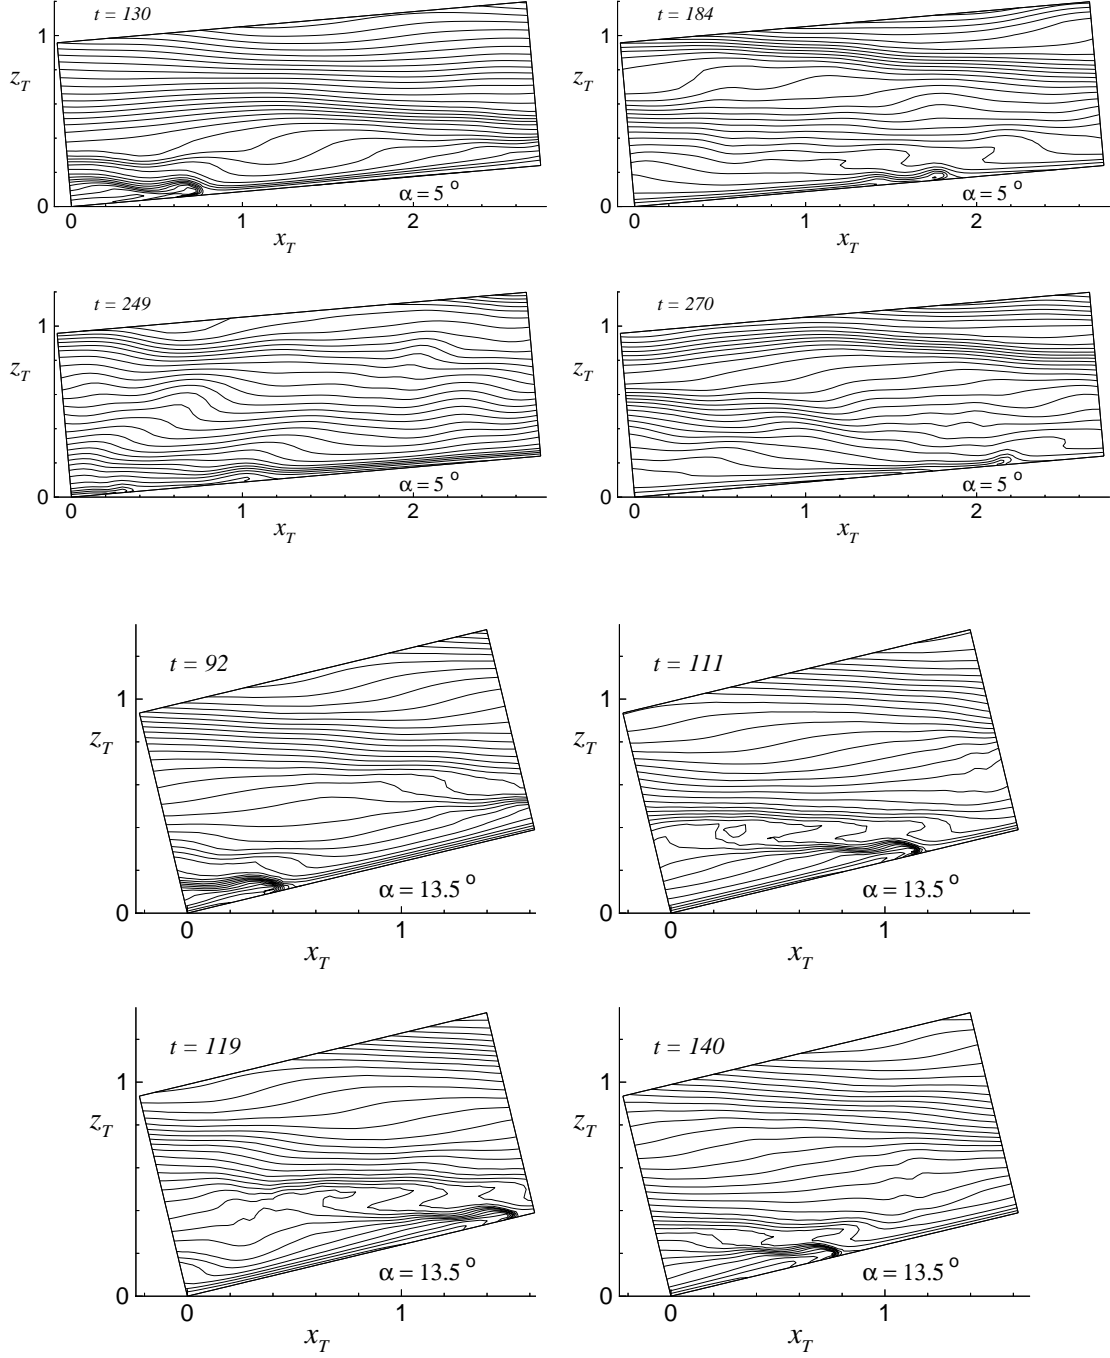 t = 130
1
z_T
0
0 1 2
α = 5 °
x_T
t = 184
1
z_T
0
0 1 2
α = 5 °
x_T
t = 249
1
z_T
0
0 1 2
α = 5 °
x_T
t = 270
1
z_T
0
0 1 2
α = 5 °
x_T
t = 92
1
z_T
0
0 1
α = 13.5 °
x_T
t = 111
1
z_T
0
0 1
α = 13.5 °
x_T
t = 119
1
z_T
0
0 1
α = 13.5 °
x_T
t = 140
1
z_T
0
0 1
α = 13.5 °
x_T